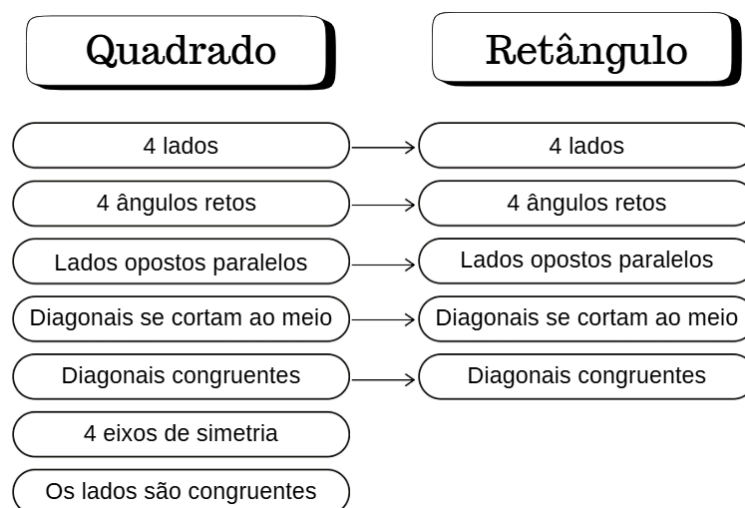 Quadrado
Retângulo
4 lados
4 lados
4 ângulos retos
4 ângulos retos
Lados opostos paralelos
Lados opostos paralelos
Diagonais se cortam ao meio
Diagonais se cortam ao meio
Diagonais congruentes
Diagonais congruentes
4 eixos de simetria
Os lados são congruentes